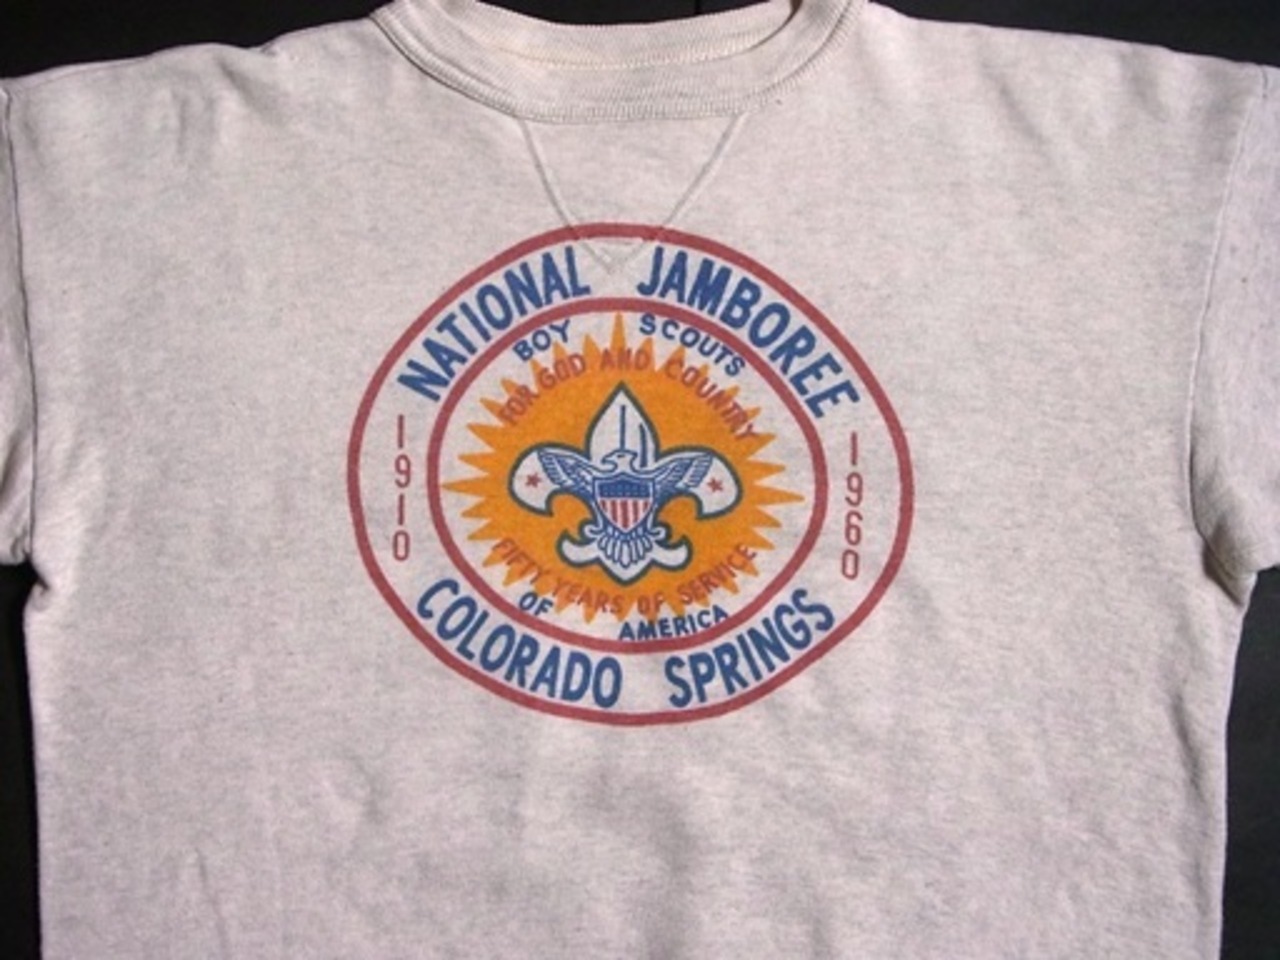 NATIONAL JAMBOREE
BOY SCOUTS
FOR GOD AND COUNTRY
1910
1960
FIFTY YEARS OF SERVICE
OF AMERICA
COLORADO SPRINGS